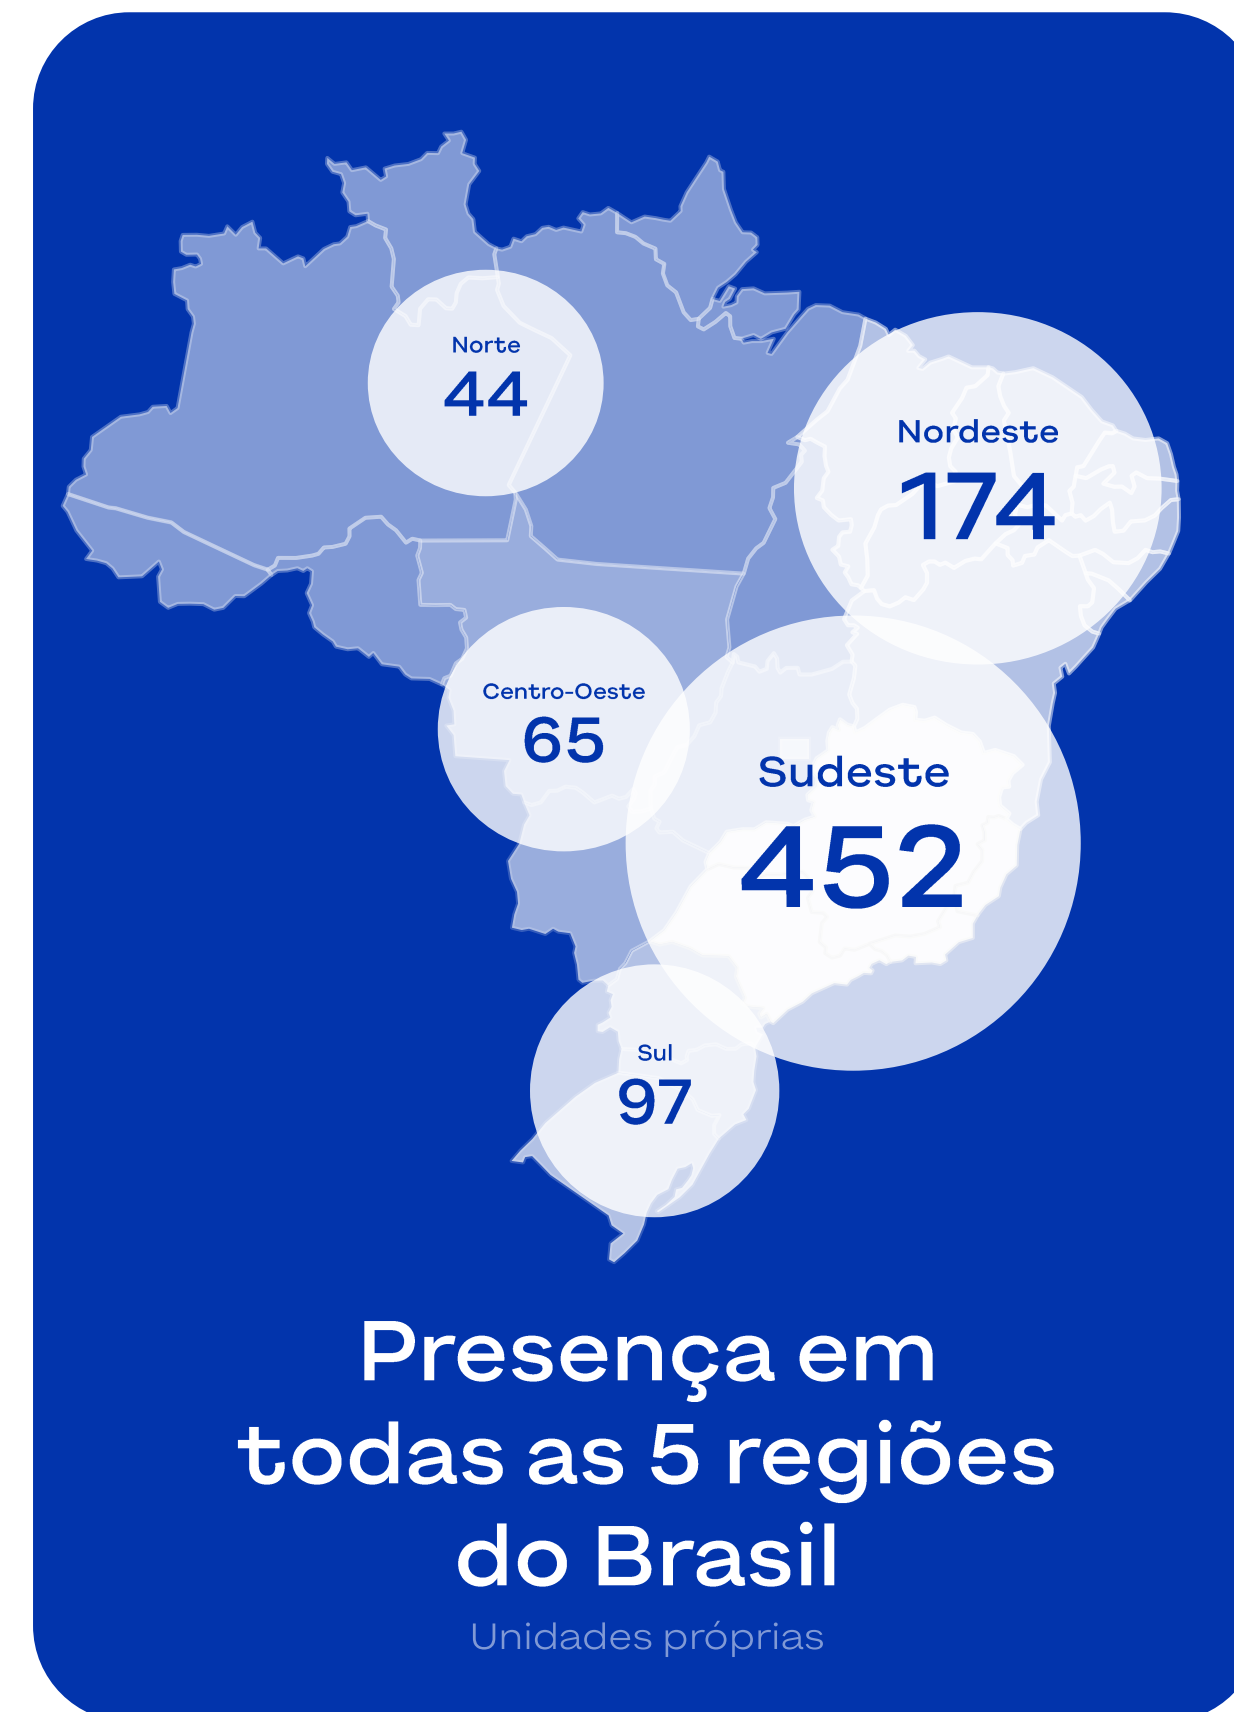 Norte
44
Nordeste
174
Centro-Oeste
65
Sudeste
452
Sul
97
Presença em
todas as 5 regiões
do Brasil
Unidades próprias